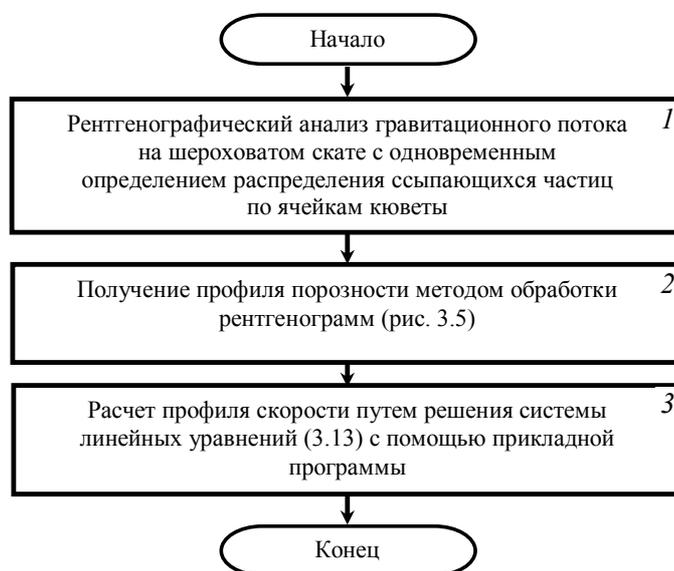 Начало
1
Рентгенографический анализ гравитационного потока
на шероховатом скате с одновременным
определением распределения ссыпающихся частиц
по ячейкам кюветы
2
Получение профиля порозности методом обработки
рентгенограмм (рис. 3.5)
3
Расчет профиля скорости путем решения системы
линейных уравнений (3.13) с помощью прикладной
программы
Конец